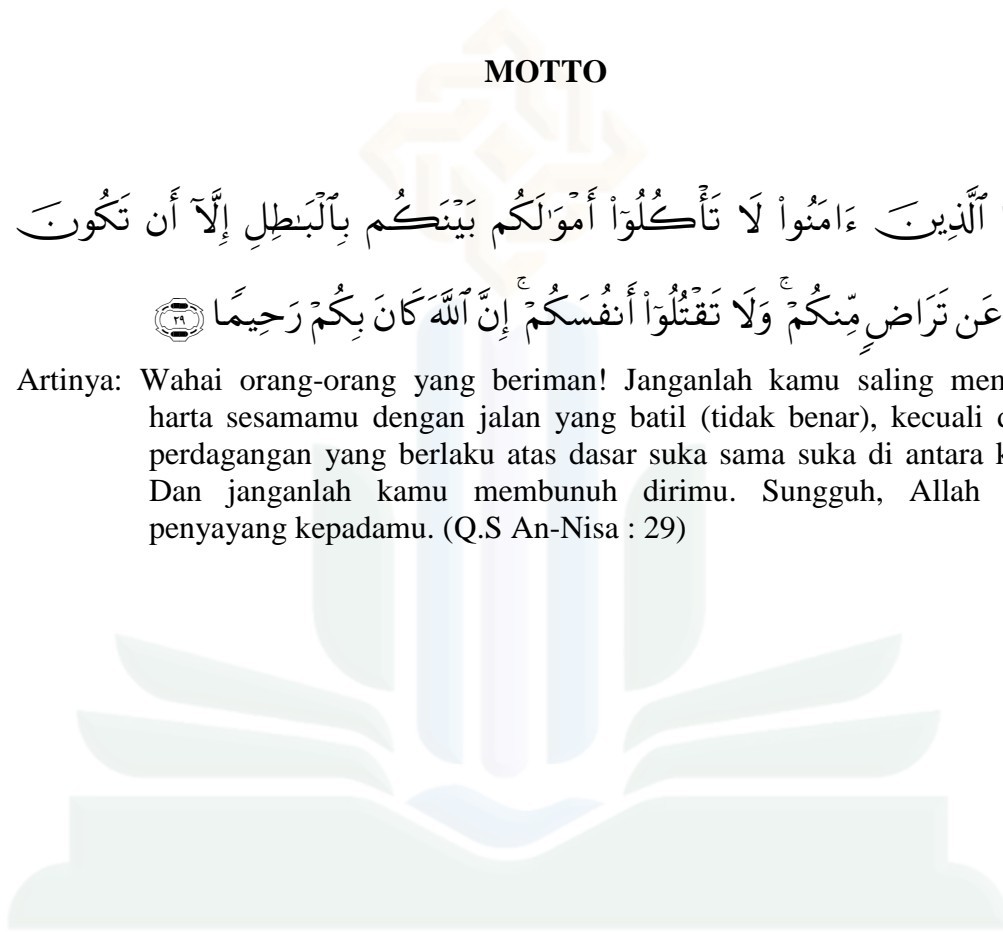 MOTTO
ٱلَّذِينَ ءَامَنُوا۟ لَا تَأْكُلُوٓا۟ أَمْوَٰلَكُم بَيْنَكُم بِٱلْبَٰطِلِ إِلَّآ أَن تَكُونَ
عَن تَرَاضٍ مِّنكُمْ ۚ وَلَا تَقْتُلُوٓا۟ أَنفُسَكُمْ ۚ إِنَّ ٱللَّهَ كَانَ بِكُمْ رَحِيمًا ٢٩
Artinya: Wahai orang-orang yang beriman! Janganlah kamu saling
harta sesamamu dengan jalan yang batil (tidak benar), kecuali
perdagangan yang berlaku atas dasar suka sama suka di antara
Dan janganlah kamu membunuh dirimu. Sungguh, Allah
penyayang kepadamu. (Q.S An-Nisa : 29)